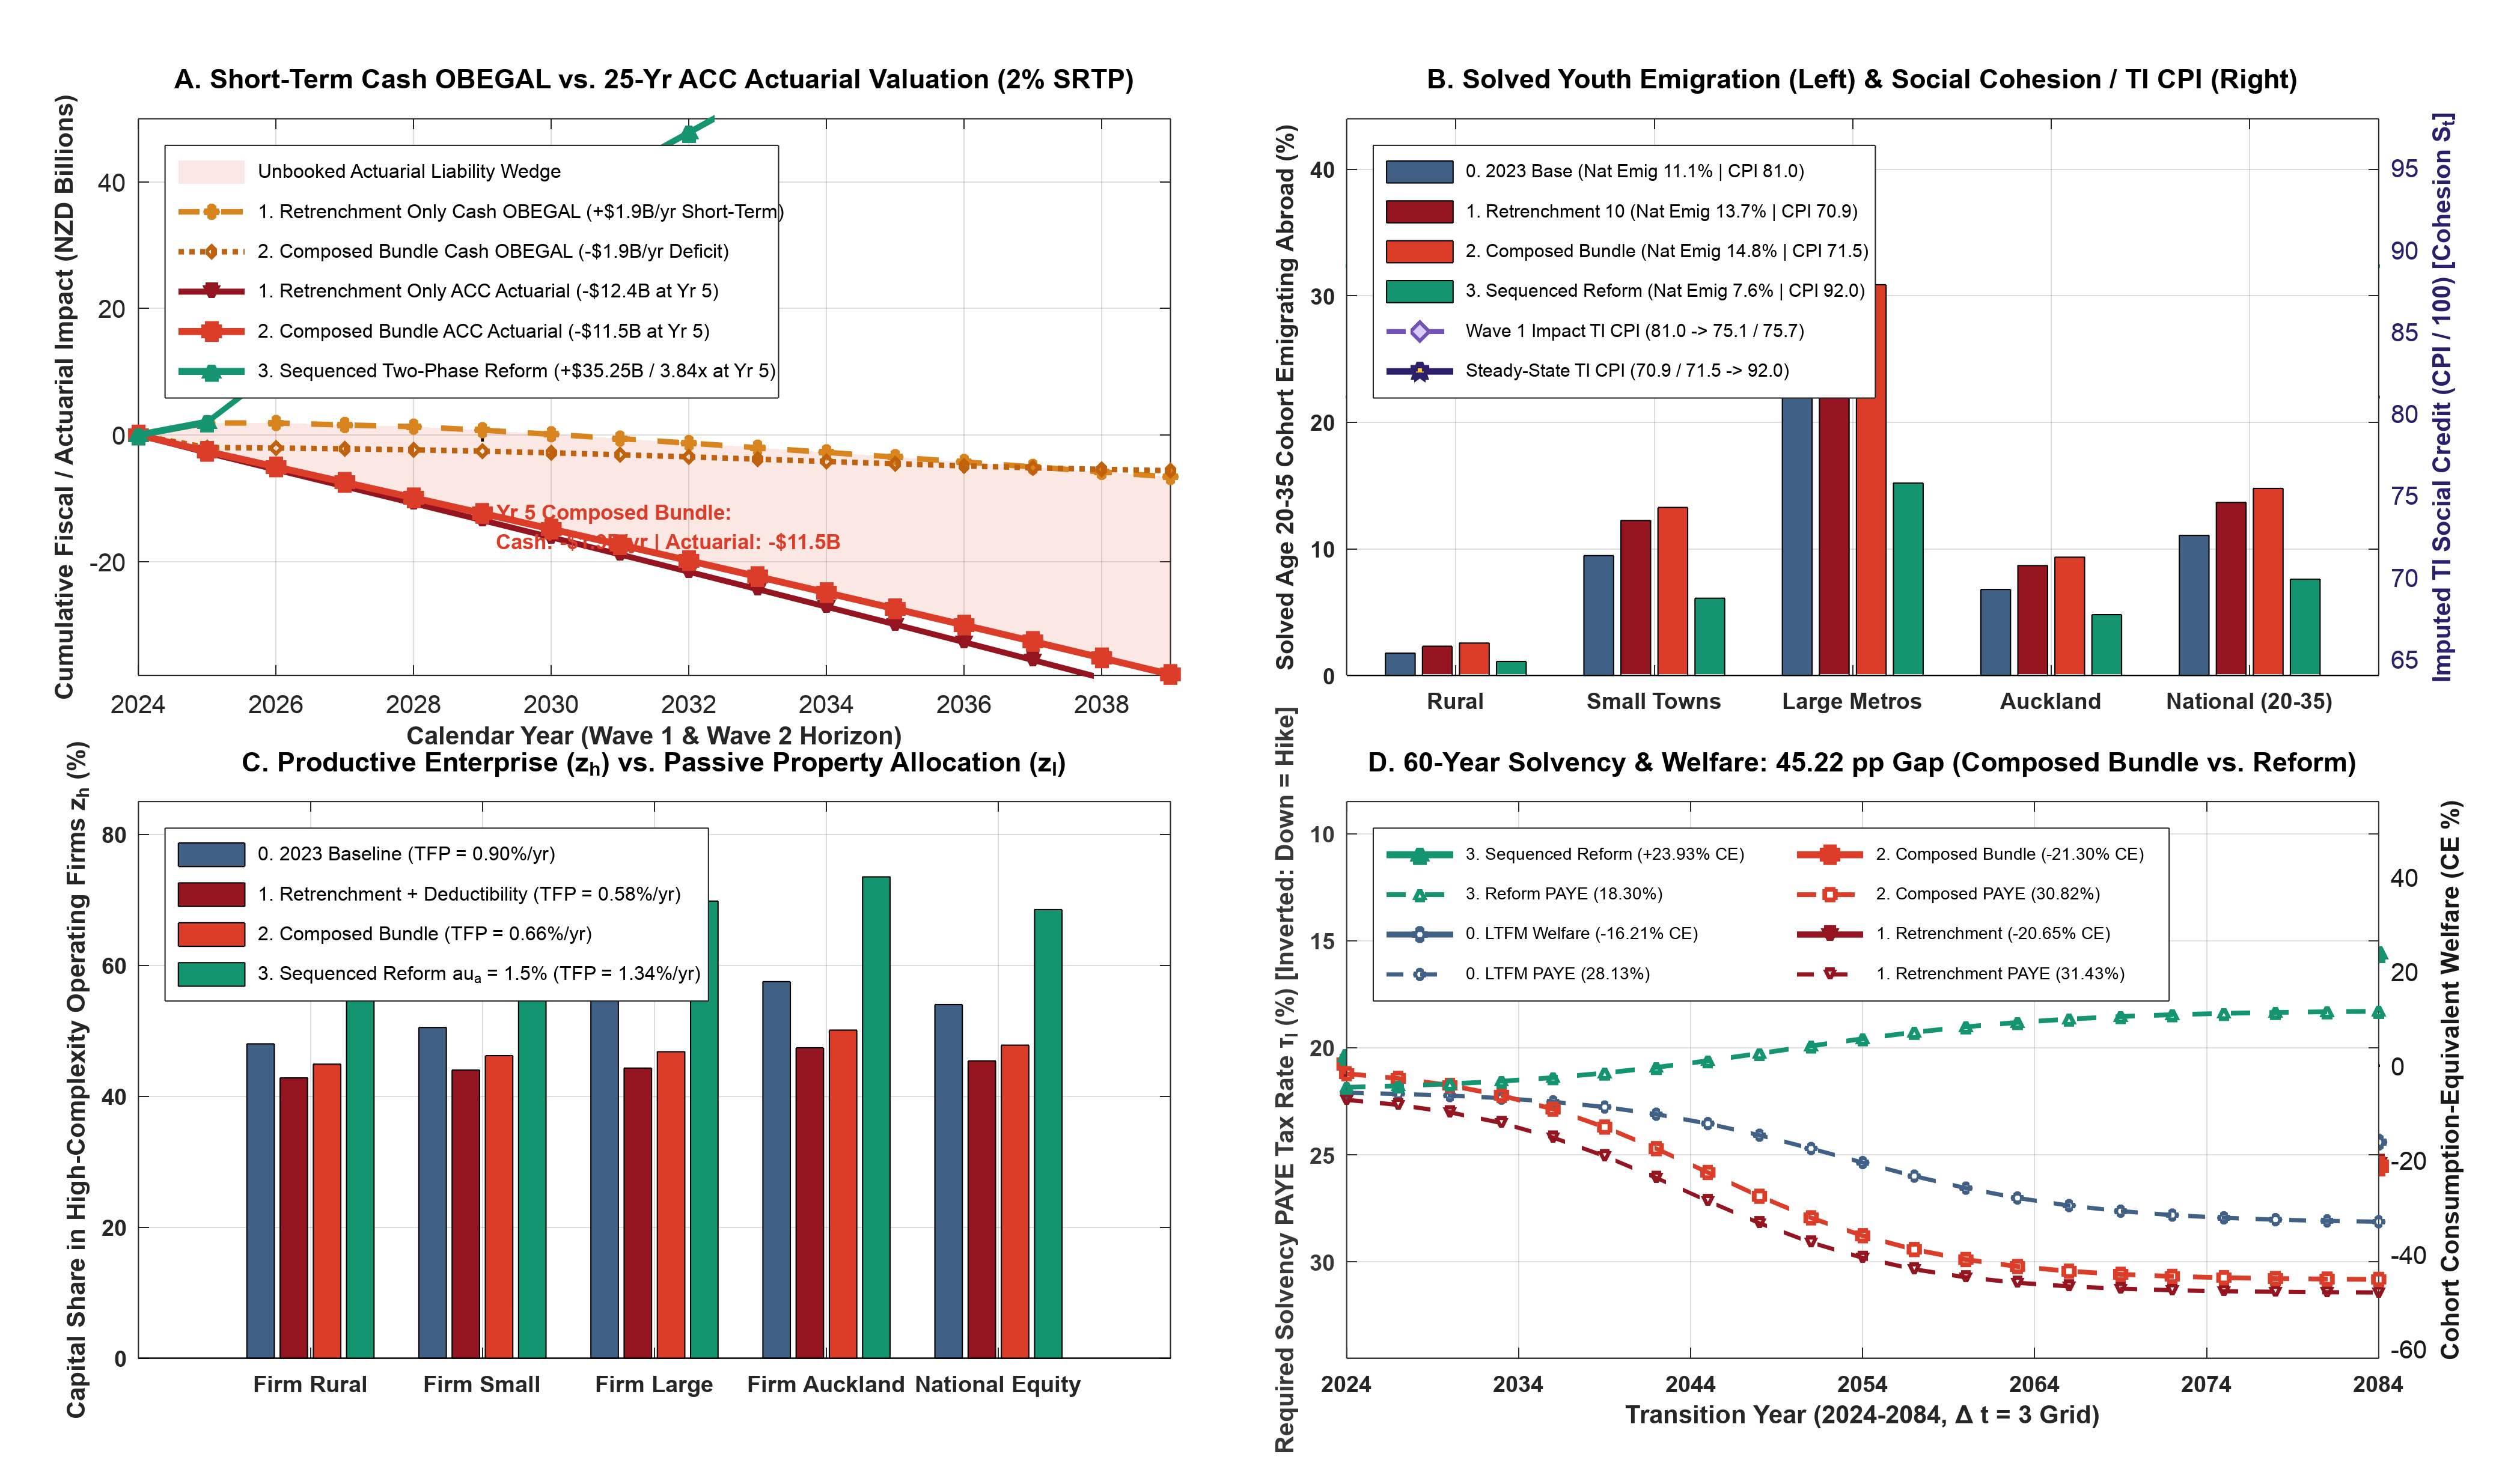 A. Short-Term Cash OBEGAL vs. 25-Yr ACC Actuarial Valuation (2% SRTP)
Cumulative Fiscal / Actuarial Impact (NZD Billions)
40
20
0
-20
Unbooked Actuarial Liability Wedge
1. Retrenchment Only Cash OBEGAL (+$1.9B/yr Short-Term)
2. Composed Bundle Cash OBEGAL (-$1.9B/yr Deficit)
1. Retrenchment Only ACC Actuarial (-$12.4B at Yr 5)
2. Composed Bundle ACC Actuarial (-$11.5B at Yr 5)
3. Sequenced Two-Phase Reform (+$35.25B / 3.84x at Yr 5)
Yr 5 Composed Bundle:
Cash: /yr | Actuarial: -$11.5B
2024 2026 2028 2030 2032 2034 2036 2038
Calendar Year (Wave 1 & Wave 2 Horizon)
B. Solved Youth Emigration (Left) & Social Cohesion / TI CPI (Right)
Solved Age 20-35 Cohort Emigrating Abroad (%)
40
30
20
10
0
0. 2023 Base (Nat Emig 11.1% | CPI 81.0)
1. Retrenchment 10 (Nat Emig 13.7% | CPI 70.9)
2. Composed Bundle (Nat Emig 14.8% | CPI 71.5)
3. Sequenced Reform (Nat Emig 7.6% | CPI 92.0)
Wave 1 Impact TI CPI (81.0 -> 75.1 / 75.7)
Steady-State TI CPI (70.9 / 71.5 -> 92.0)
95
90
85
80
75
70
65
Imputed TI Social Credit (CPI / 100) [Cohesion Sₜ]
Rural Small Towns Large Metros Auckland National (20-35)
C. Productive Enterprise (zₕ) vs. Passive Property Allocation (zₗ)
Capital Share in High-Complexity Operating Firms zₕ (%)
80
60
40
20
0
0. 2023 Baseline (TFP = 0.90%/yr)
1. Retrenchment + Deductibility (TFP = 0.58%/yr)
2. Composed Bundle (TFP = 0.66%/yr)
3. Sequenced Reform auₐ = 1.5% (TFP = 1.34%/yr)
Firm Rural Firm Small Firm Large Firm Auckland National Equity
D. 60-Year Solvency & Welfare: 45.22 pp Gap (Composed Bundle vs. Reform)
Required Solvency PAYE Tax Rate τₗ (%) [Inverted: Down = Hike]
10
15
20
25
30
3. Sequenced Reform (+23.93% CE)
3. Reform PAYE (18.30%)
0. LTFM Welfare (-16.21% CE)
0. LTFM PAYE (28.13%)
2. Composed Bundle (-21.30% CE)
2. Composed PAYE (30.82%)
1. Retrenchment (-20.65% CE)
1. Retrenchment PAYE (31.43%)
40
20
0
-20
-40
-60
Cohort Consumption-Equivalent Welfare (CE %)
2024 2034 2044 2054 2064 2074 2084
Transition Year (2024-2084, Δ t = 3 Grid)